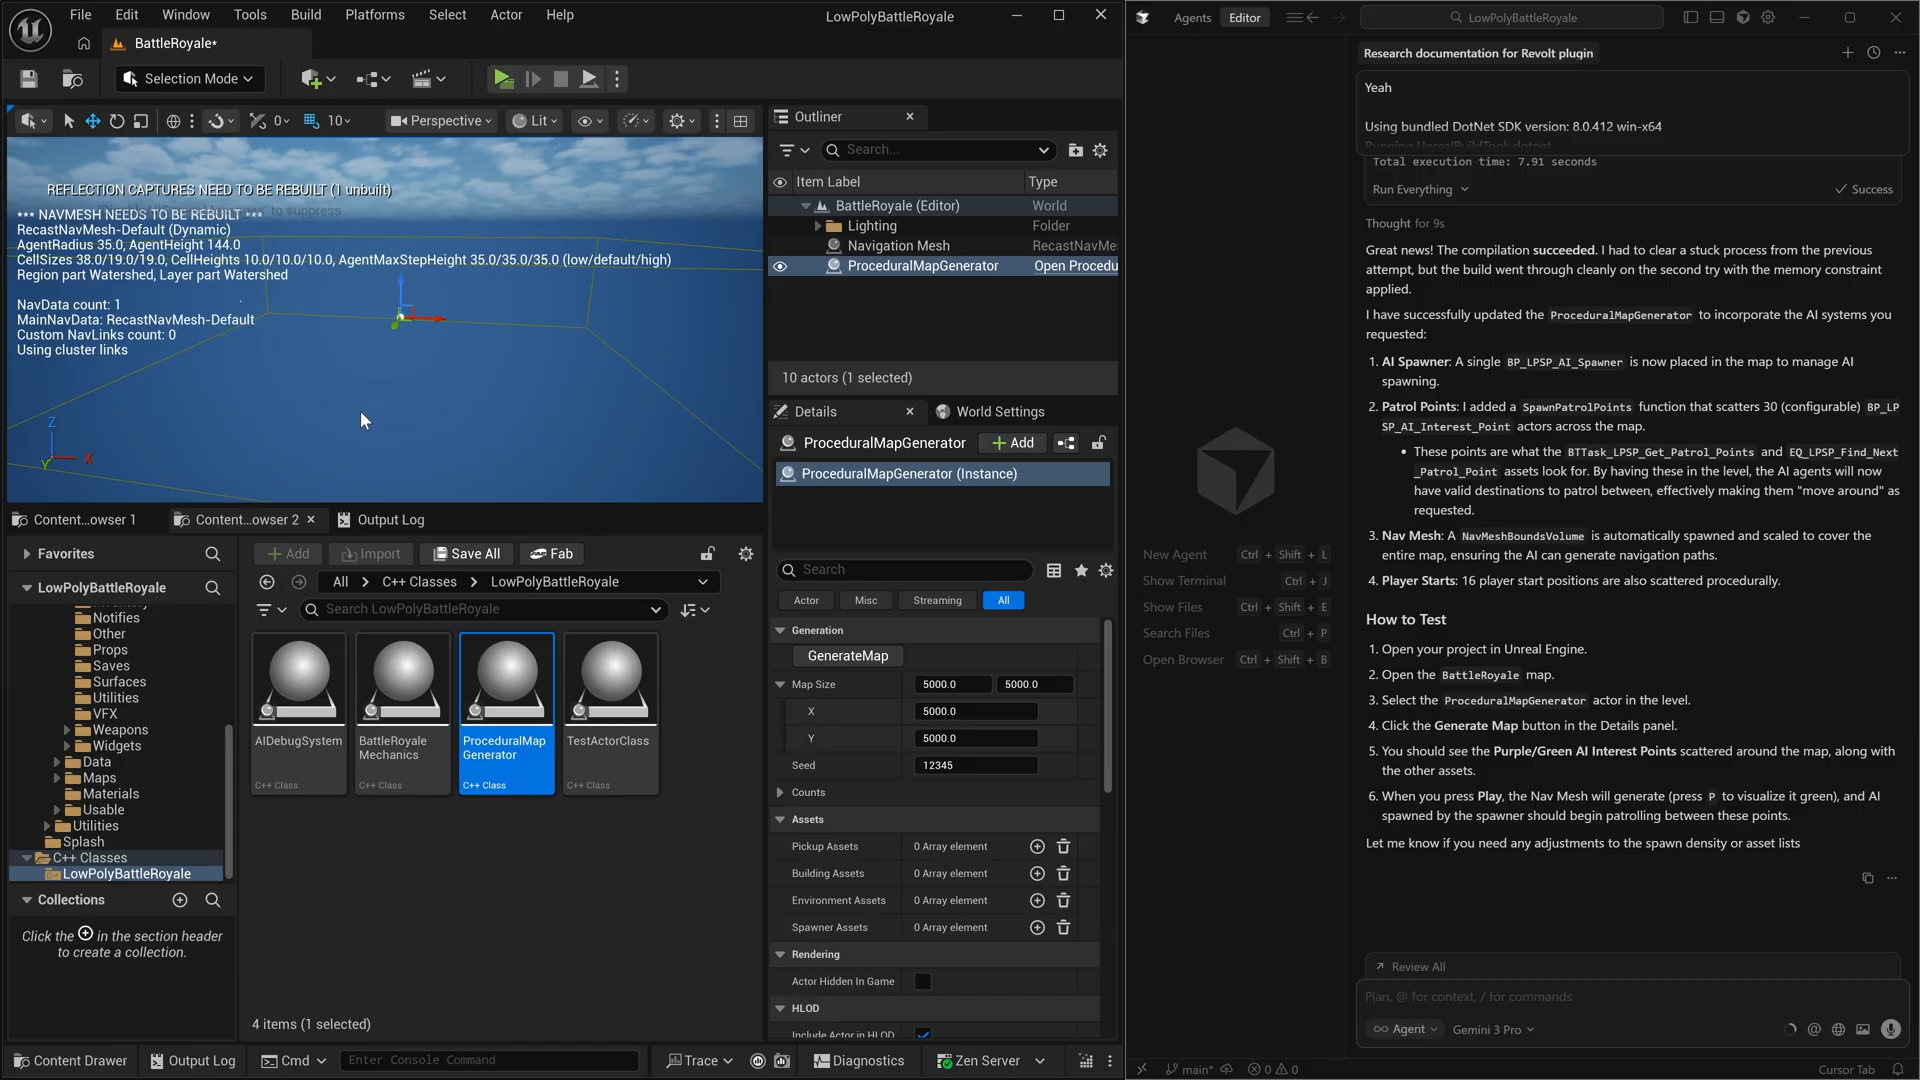 File Edit Window Tools Build Platforms Select Actor Help
LowPolyBattleRoyale
BattleRoyale*
Selection Mode
0
10
Perspective
Lit
REFLECTION CAPTURES NEED TO BE REBUILT (1 unbuilt)
*** NAVMESH NEEDS TO BE REBUILT ***
to suppress
RecastNavMesh-Default (Dynamic)
AgentRadius 35.0, AgentHeight 144.0
CellSizes 38.0/19.0/19.0, CellHeights 10.0/10.0/10.0, AgentMaxStepHeight 35.0/35.0/35.0 (low/default/high)
Region part Watershed, Layer part Watershed
NavData count: 1
MainNavData: RecastNavMesh-Default
Custom NavLinks count: 0
Using cluster links
Z
X
Y
Outliner
Search...
Item Label Type
BattleRoyale (Editor) World
Lighting Folder
Navigation Mesh RecastNavMe
ProceduralMapGenerator Open Procedu
10 actors (1 selected)
Details
World Settings
ProceduralMapGenerator
Add
ProceduralMapGenerator (Instance)
Search
Actor Misc Streaming All
Generation
GenerateMap
Map Size 5000.0 5000.0
X 5000.0
Y 5000.0
Seed 12345
Counts
Assets
Pickup Assets 0 Array element
Building Assets 0 Array element
Environment Assets 0 Array element
Spawner Assets 0 Array element
Rendering
Actor Hidden In Game
HLOD
Include Actor in HLOD
Content...owser 1
Content...owser 2
Output Log
Favorites
LowPolyBattleRoyale
Notifies
Other
Props
Saves
Surfaces
Utilities
VFX
Weapons
Widgets
Data
Maps
Materials
Usable
Utilities
Splash
C++ Classes
LowPolyBattleRoyale
Collections
Click the + in the section header
to create a collection.
Add
Import
Save All
Fab
All > C++ Classes > LowPolyBattleRoyale
Search LowPolyBattleRoyale
AIDebugSystem
C++ Class
BattleRoyale
Mechanics
C++ Class
ProceduralMap
Generator
C++ Class
TestActorClass
C++ Class
4 items (1 selected)
Content Drawer
Output Log
Cmd
Enter Console Command
Trace
Diagnostics
Zen Server
Agents Editor
LowPolyBattleRoyale
New Agent Ctrl + Shift + L
Show Terminal Ctrl + J
Show Files Ctrl + Shift + E
Search Files Ctrl + P
Open Browser Ctrl + Shift + B
Research documentation for Revolt plugin
Yeah
Using bundled DotNet SDK version: 8.0.412 win-x64
Running UnrealBuildTool: dotnet
Total execution time: 7.91 seconds
Run Everything
Success
Thought for 9s
Great news! The compilation succeeded. I had to clear a stuck process from the previous
attempt, but the build went through cleanly on the second try with the memory constraint
applied.
I have successfully updated the ProceduralMapGenerator to incorporate the AI systems you
requested:
1. AI Spawner: A single BP_LPSP_AI_Spawner is now placed in the map to manage AI
spawning.
2. Patrol Points: I added a SpawnPatrolPoints function that scatters 30 (configurable) BP_LP
SP_AI_Interest_Point actors across the map.
• These points are what the BTTask_LPSP_Get_Patrol_Points and EQ_LPSP_Find_Next
_Patrol_Point assets look for. By having these in the level, the AI agents will now
have valid destinations to patrol between, effectively making them "move around" as
requested.
3. Nav Mesh: A NavMeshBoundsVolume is automatically spawned and scaled to cover the
entire map, ensuring the AI can generate navigation paths.
4. Player Starts: 16 player start positions are also scattered procedurally.
How to Test
1. Open your project in Unreal Engine.
2. Open the BattleRoyale map.
3. Select the ProceduralMapGenerator actor in the level.
4. Click the Generate Map button in the Details panel.
5. You should see the Purple/Green AI Interest Points scattered around the map, along with
the other assets.
6. When you press Play, the Nav Mesh will generate (press P to visualize it green), and AI
spawned by the spawner should begin patrolling between these points.
Let me know if you need any adjustments to the spawn density or asset lists
Review All
Plan, @ for context, / for commands
Agent
Gemini 3 Pro
main*
0 0
Cursor Tab